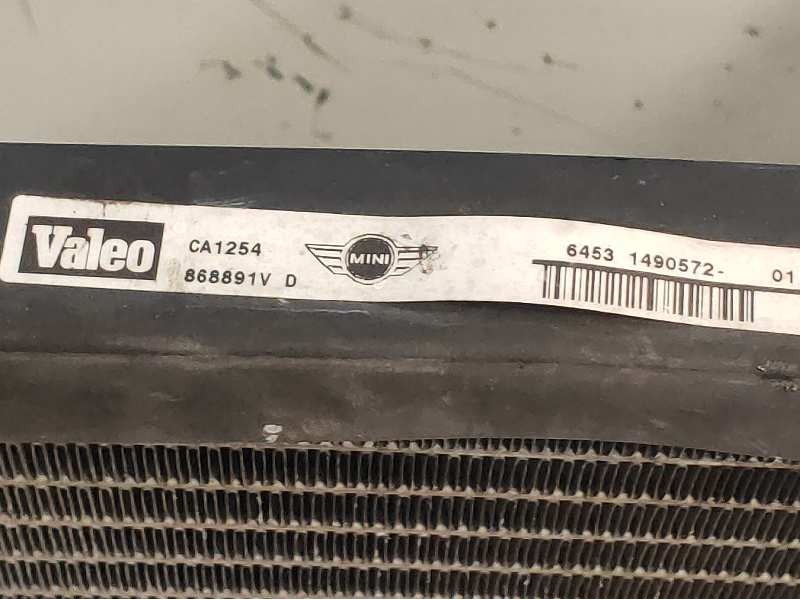 Valeo
CA1254
868891V D
MINI
6453 1490572- 01